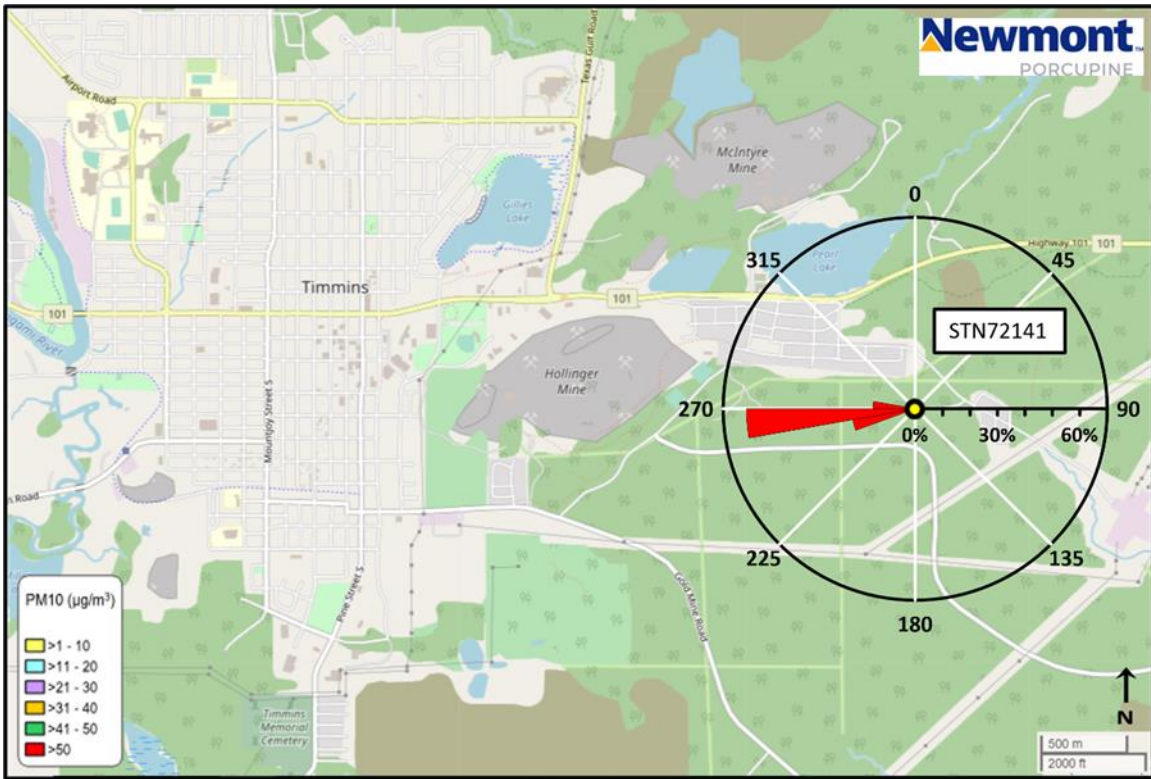 Newmont™
PORCUPINE
Airport Road
Texas Gulf Road
McIntyre
Mine
Gillies
Lake
Pearl
Lake
Highway 101
101
0
315
45
Timmins
101
101
STN72141
River
Hollinger
Mine
270
90
0%
30%
60%
Mountjoy Street S
n Road
225
135
180
Pine Street S
Gold Mine Road
PM10 (µg/m³)
>1 - 10
>11 - 20
>21 - 30
>31 - 40
>41 - 50
>50
Timmins
Memorial
Cemetery
N
500 m
2000 ft